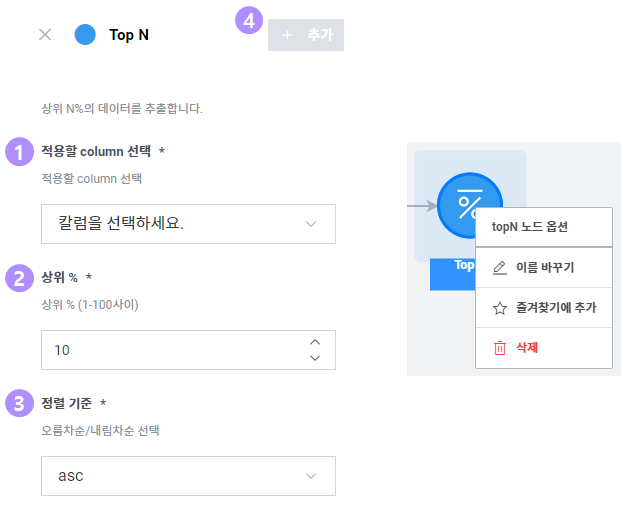 4
Top N
+ 추가
상위 N%의 데이터를 추출합니다.
1
적용할 column 선택 *
적용할 column 선택
칼럼을 선택하세요.
2
상위 % *
상위 % (1-100사이)
10
3
정렬 기준 *
오름차순/내림차순 선택
asc
%
Top
topN 노드 옵션
이름 바꾸기
즐겨찾기에 추가
삭제